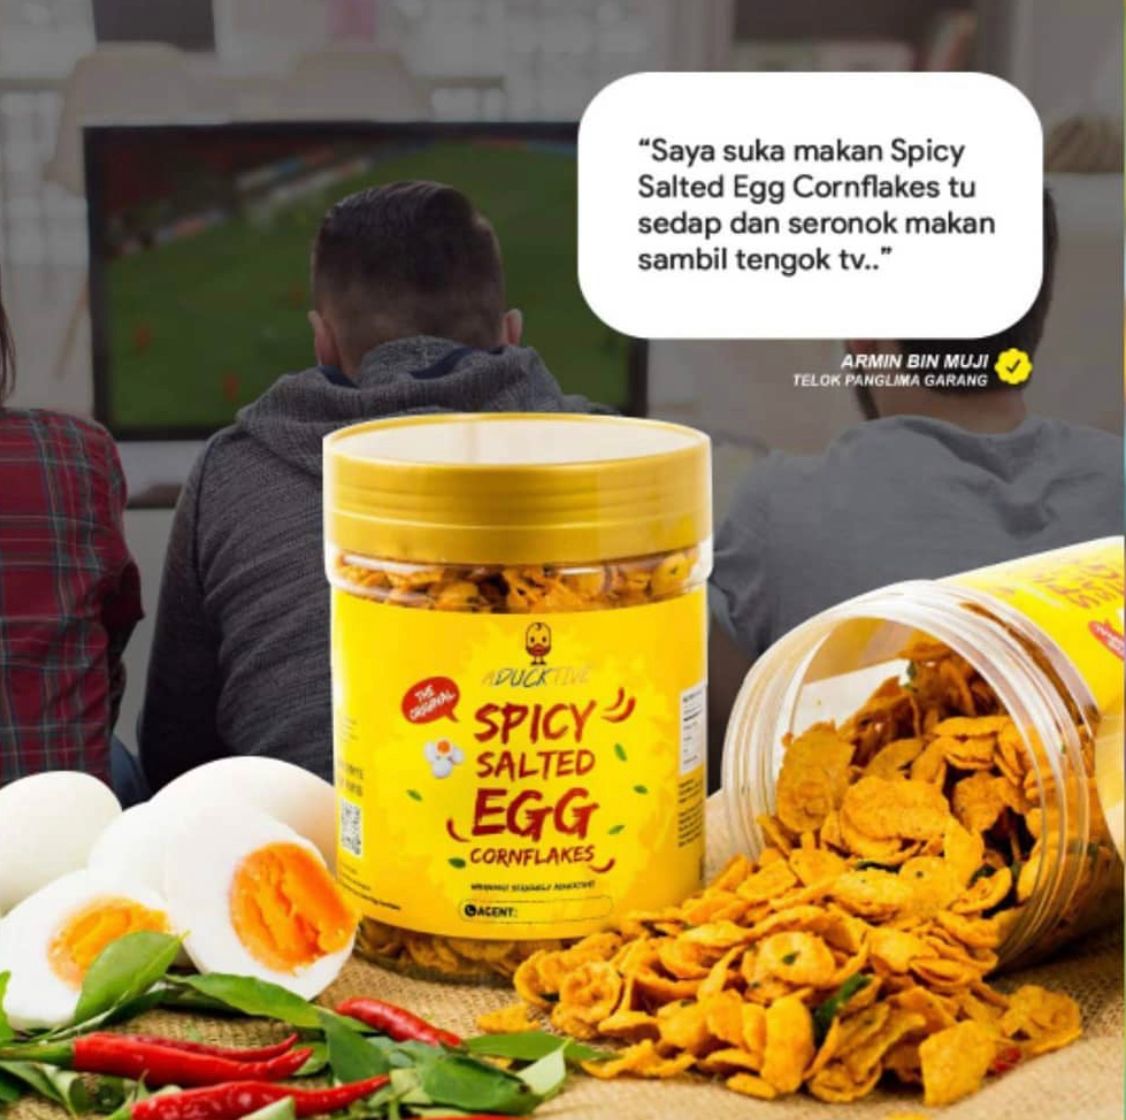 “Saya suka makan Spicy
Salted Egg Cornflakes tu
sedap dan seronok makan
sambil tengok tv..”
ARMIN BIN MUJI
TELOK PANGLIMA GARANG
ADUCKTIVE
THE
ORIGINAL
SPICY
SALTED
EGG
CORNFLAKES
AGENT: